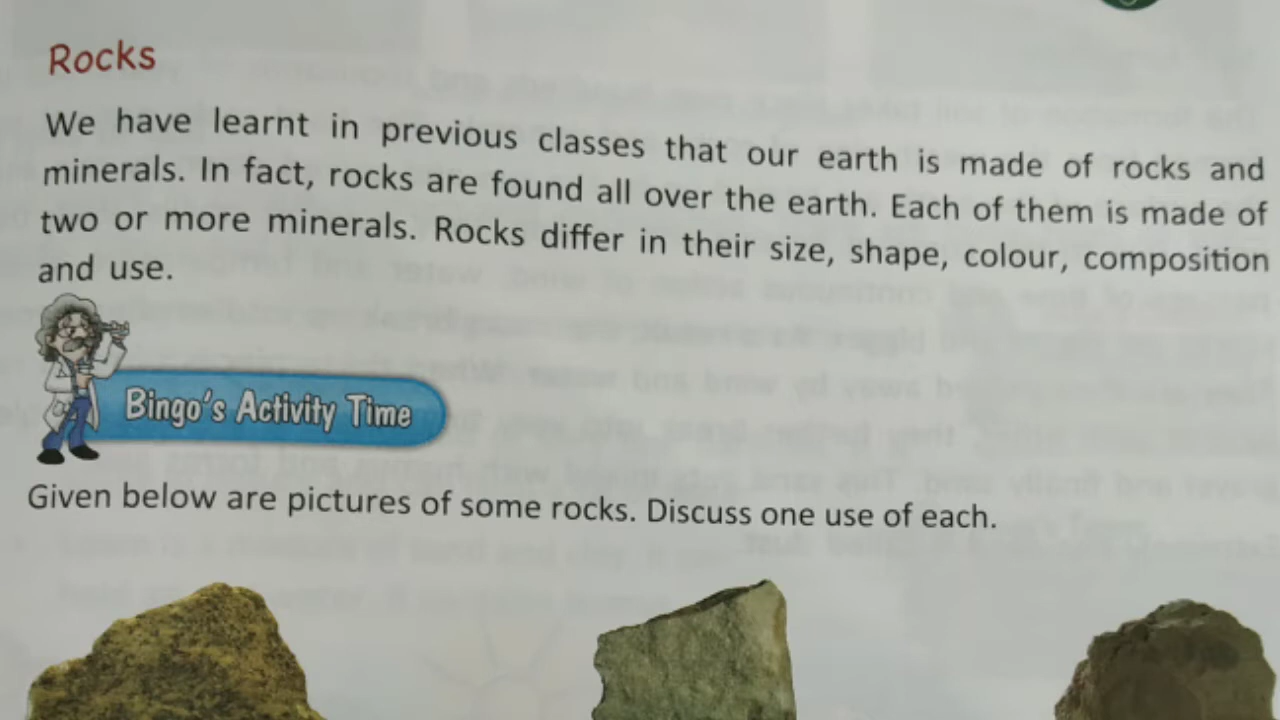 Rocks
We have learnt in previous classes that our earth is made of rocks and
minerals. In fact, rocks are found all over the earth. Each of them is made of
two or more minerals. Rocks differ in their size, shape, colour, composition
and use.
Bingo's Activity Time
Given below are pictures of some rocks. Discuss one use of each.